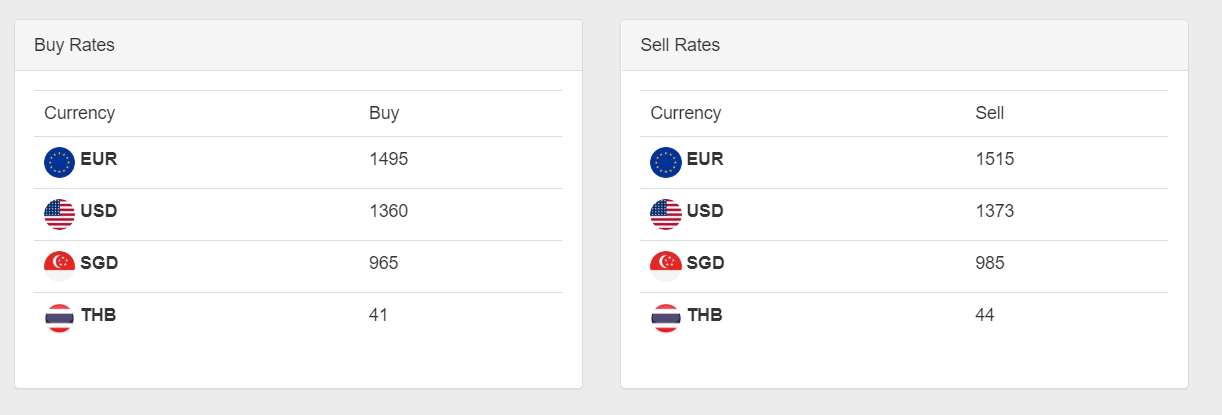 Buy Rates
Currency Buy
EUR 1495
USD 1360
SGD 965
THB 41
Sell Rates
Currency Sell
EUR 1515
USD 1373
SGD 985
THB 44